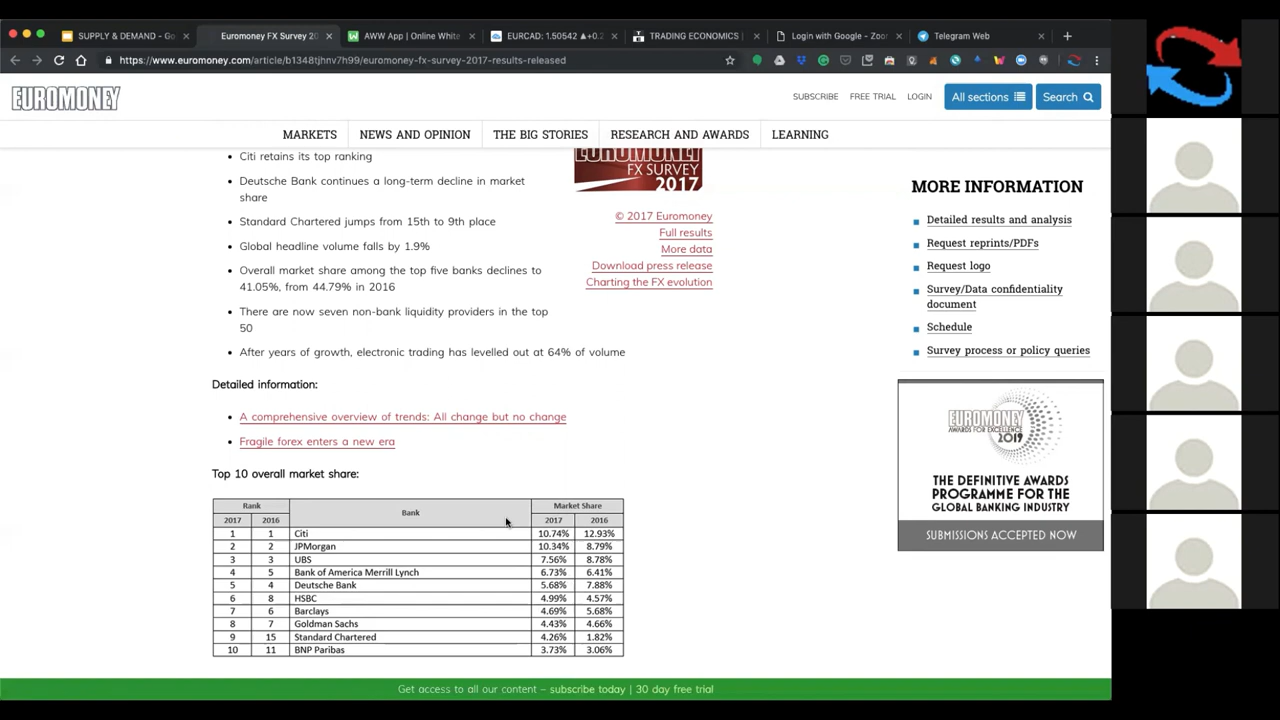 SUPPLY & DEMAND - Go
Euromoney FX Survey 20
AWW App | Online White
EURCAD: 1.50542 ▲+0.2
TRADING ECONOMICS |
Login with Google - Zoo
Telegram Web
https://www.euromoney.com/article/b1348tjhnv7h99/euromoney-fx-survey-2017-results-released
EUROMONEY
SUBSCRIBE
FREE TRIAL
LOGIN
All sections
Search
MARKETS
NEWS AND OPINION
THE BIG STORIES
RESEARCH AND AWARDS
LEARNING
• Citi retains its top ranking
• Deutsche Bank continues a long-term decline in market
share
• Standard Chartered jumps from 15th to 9th place
• Global headline volume falls by 1.9%
• Overall market share among the top five banks declines to
41.05%, from 44.79% in 2016
• There are now seven non-bank liquidity providers in the top
50
• After years of growth, electronic trading has levelled out at 64% of volume
EUROMONEY
FX SURVEY
2017
© 2017 Euromoney
Full results
More data
Download press release
Charting the FX evolution
Detailed information:
• A comprehensive overview of trends: All change but no change
• Fragile forex enters a new era
Top 10 overall market share:
Rank Bank Market Share
2017 2016 2017 2016
1 1 Citi 10.74% 12.93%
2 2 JPMorgan 10.34% 8.79%
3 3 UBS 7.56% 8.78%
4 5 Bank of America Merrill Lynch 6.73% 6.41%
5 4 Deutsche Bank 5.68% 7.88%
6 8 HSBC 4.99% 4.57%
7 6 Barclays 4.69% 5.68%
8 7 Goldman Sachs 4.43% 4.66%
9 15 Standard Chartered 4.26% 1.82%
10 11 BNP Paribas 3.73% 3.06%
MORE INFORMATION
Detailed results and analysis
Request reprints/PDFs
Request logo
Survey/Data confidentiality
document
Schedule
Survey process or policy queries
EUROMONEY
AWARDS FOR EXCELLENCE
2019
THE DEFINITIVE AWARDS
PROGRAMME FOR THE
GLOBAL BANKING INDUSTRY
SUBMISSIONS ACCEPTED NOW
Get access to all our content – subscribe today | 30 day free trial